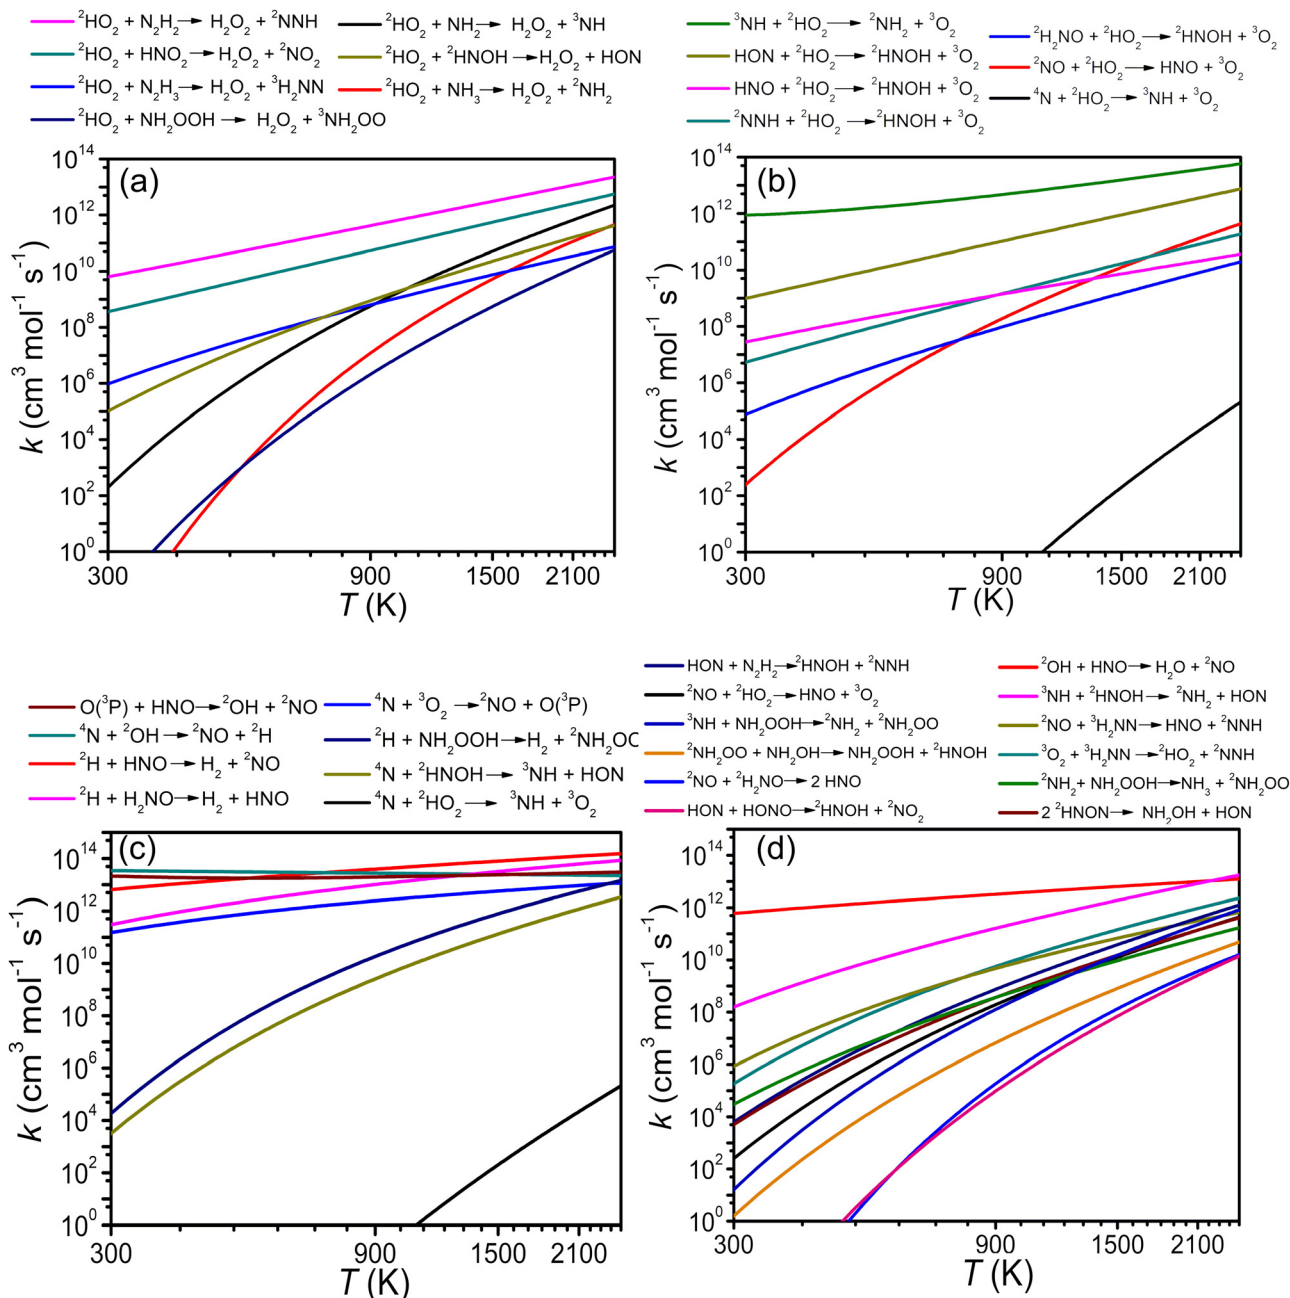 ²HO₂ + N₂H₂→ H₂O₂ + ²NNH
²HO₂ + HNO₂→H₂O₂ + ²NO₂
²HO₂ + N₂H₃→ H₂O₂ + ³H₂NN
²HO₂ + NH₂OOH → H₂O₂ + ³NH₂OO
²HO₂ + NH₂→ H₂O₂ + ³NH
²HO₂ + ²HNOH →H₂O₂ + HON
²HO₂ + NH₃→ H₂O₂ + ²NH₂
(a)
k (cm³ mol⁻¹ s⁻¹)
10¹⁴
10¹²
10¹⁰
10⁸
10⁶
10⁴
10²
10⁰
300
900
1500
2100
T (K)
³NH + ²HO₂→ ²NH₂ + ³O₂
HON + ²HO₂→ ²HNOH + ³O₂
HNO + ²HO₂→ ²HNOH + ³O₂
²NNH + ²HO₂ →²HNOH + ³O₂
²H₂NO + ²HO₂→ ²HNOH + ³O₂
²NO + ²HO₂→ HNO + ³O₂
⁴N + ²HO₂→ ³NH + ³O₂
(b)
k (cm³ mol⁻¹ s⁻¹)
10¹⁴
10¹²
10¹⁰
10⁸
10⁶
10⁴
10²
10⁰
300
900
1500
2100
T (K)
O(³P) + HNO→²OH + ²NO
⁴N + ²OH→ ²NO + ²H
²H + HNO→ H₂ + ²NO
²H + H₂NO→H₂ + HNO
⁴N + ³O₂→²NO + O(³P)
²H + NH₂OOH→H₂ + ²NH₂OO
⁴N + ²HNOH→ ³NH + HON
⁴N + ²HO₂→ ³NH + ³O₂
(c)
k (cm³ mol⁻¹ s⁻¹)
10¹⁴
10¹²
10¹⁰
10⁸
10⁶
10⁴
10²
10⁰
300
900
1500
2100
T (K)
HON + N₂H₂→²HNOH + ²NNH
²NO + ²HO₂→ HNO + ³O₂
³NH + NH₂OOH→²NH₂ + ²NH₂OO
²NH₂OO + NH₂OH→ NH₂OOH + ²HNOH
²NO + ²H₂NO→ 2 HNO
HON + HONO→²HNOH + ²NO₂
²OH + HNO→ H₂O + ²NO
³NH + ²HNOH→ ²NH₂ + HON
²NO + ³H₂NN→HNO + ²NNH
³O₂ + ³H₂NN→²HO₂ + ²NNH
²NH₂+ NH₂OOH→NH₃ + ²NH₂OO
2 ²HNON→ NH₂OH + HON
(d)
k (cm³ mol⁻¹ s⁻¹)
10¹⁴
10¹²
10¹⁰
10⁸
10⁶
10⁴
10²
10⁰
300
900
1500
2100
T (K)